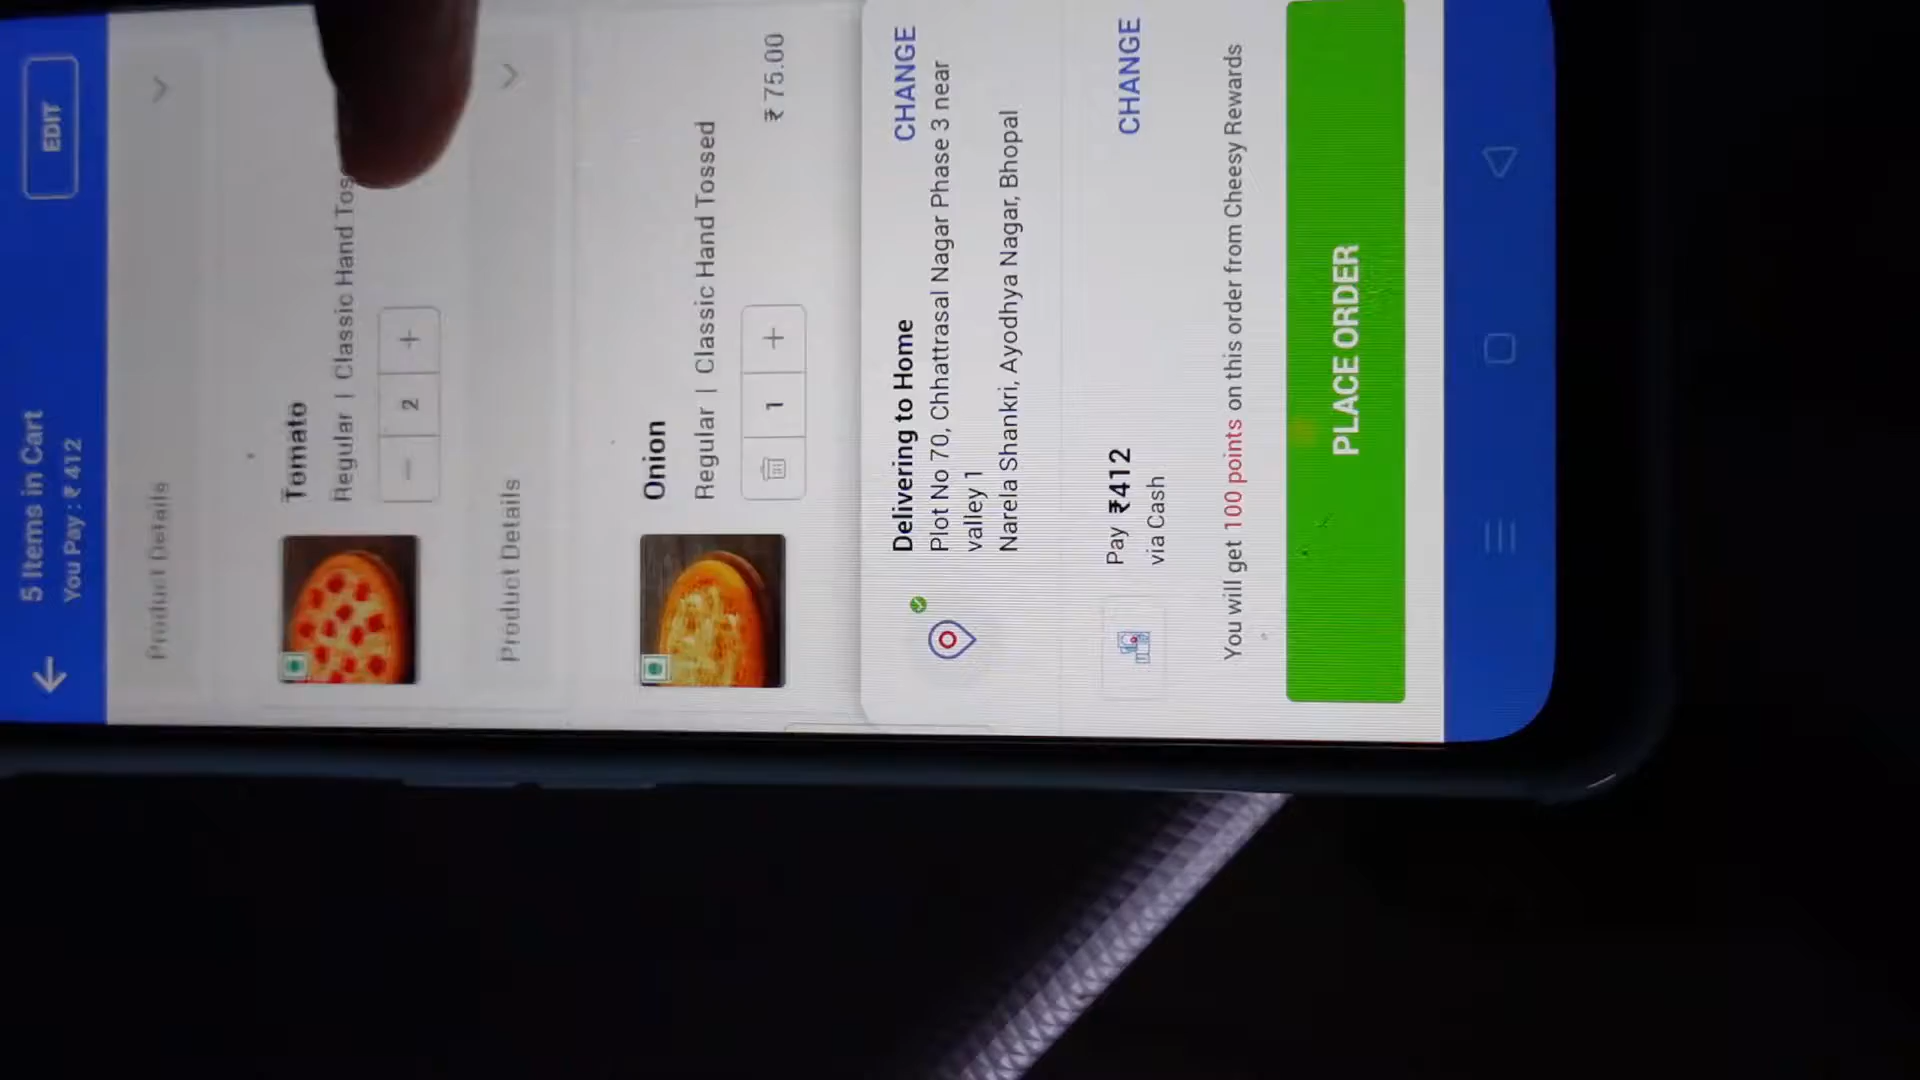 5 Items in Cart
You Pay : ₹ 412
EDIT
Product Details
Tomato
Regular | Classic Hand Tos
2
Product Details
Onion
Regular | Classic Hand Tossed
1
₹ 75.00
Delivering to Home
CHANGE
Plot No 70, Chhattrasal Nagar Phase 3 near
valley 1
Narela Shankri, Ayodhya Nagar, Bhopal
Pay ₹412
CHANGE
via Cash
You will get 100 points on this order from Cheesy Rewards
PLACE ORDER